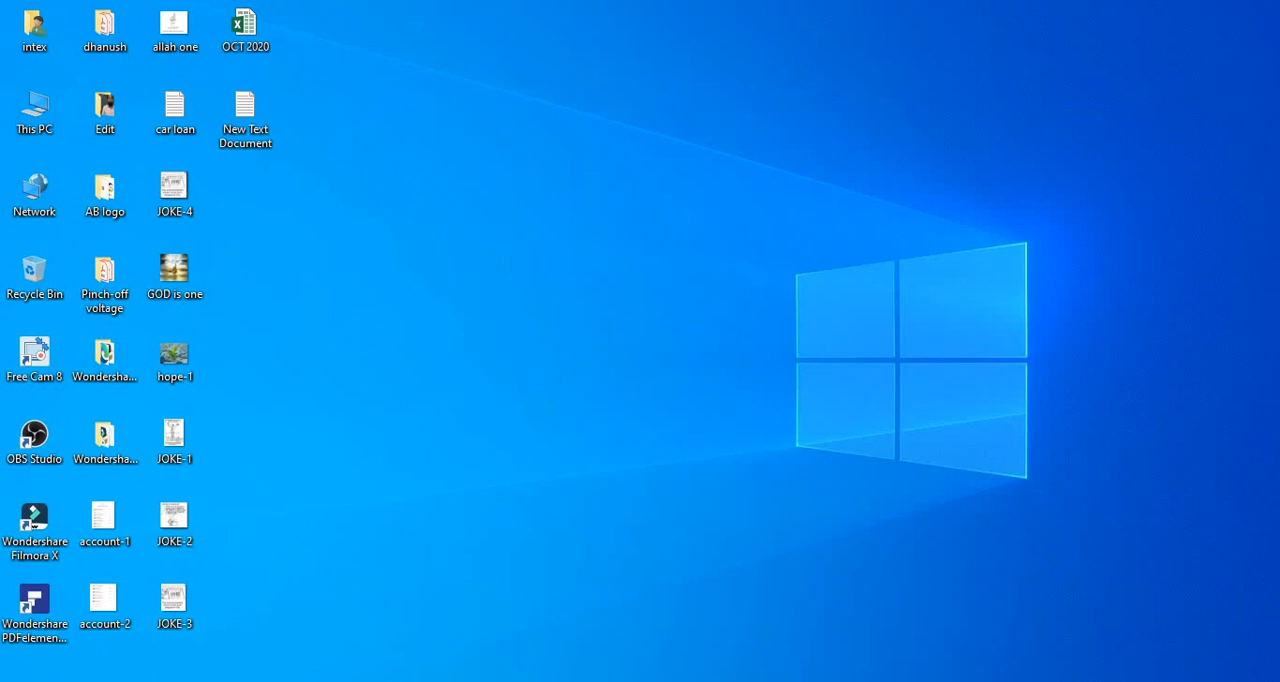 intex
dhanush
allah one
OCT 2020
This PC
Edit
car loan
New Text
Document
Network
AB logo
JOKE-4
Recycle Bin
Pinch-off
voltage
GOD is one
Free Cam 8
Wondersha...
hope-1
OBS Studio
Wondersha...
JOKE-1
Wondershare
Filmora X
account-1
JOKE-2
Wondershare
PDFelemen...
account-2
JOKE-3